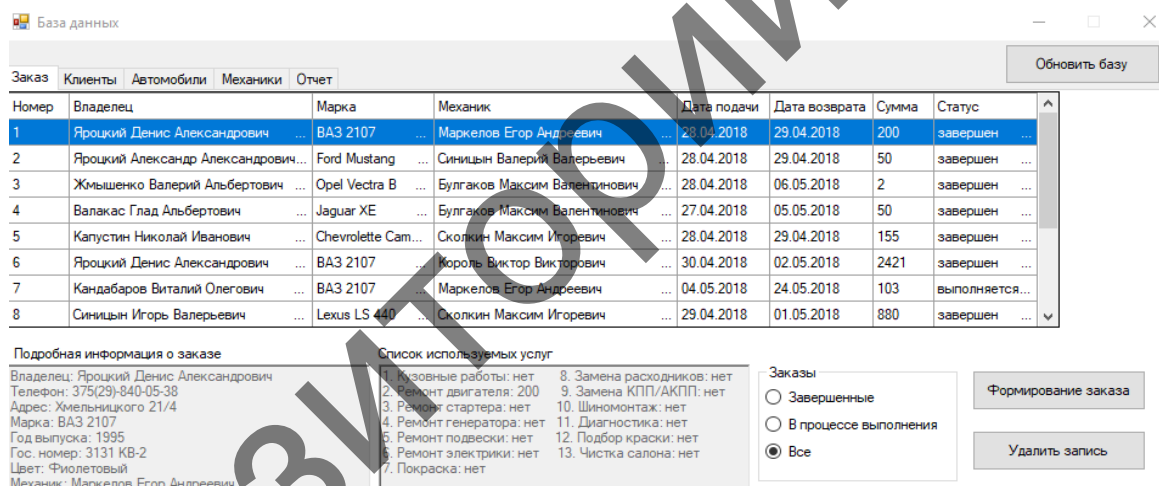 База данных
Обновить базу
Заказ Клиенты Автомобили Механики Отчет
Номер Владелец Марка Механик Дата подачи Дата возврата Сумма Статус
1 Яроцкий Денис Александрович ... ВАЗ 2107 ... Маркелов Егор Андреевич ... 28.04.2018 29.04.2018 200 завершен ...
2 Яроцкий Александр Александрович... Ford Mustang ... Синицын Валерий Валерьевич ... 28.04.2018 29.04.2018 50 завершен ...
3 Жмышенко Валерий Альбертович ... Opel Vectra B ... Булгаков Максим Валентинович ... 28.04.2018 06.05.2018 2 завершен ...
4 Валакас Глад Альбертович ... Jaguar XE ... Булгаков Максим Валентинович ... 27.04.2018 05.05.2018 50 завершен ...
5 Капустин Николай Иванович ... Chevrolette Cam... Сколкин Максим Игоревич ... 28.04.2018 29.04.2018 155 завершен ...
6 Яроцкий Денис Александрович ... ВАЗ 2107 ... Король Виктор Викторович ... 30.04.2018 02.05.2018 2421 завершен ...
7 Кандабаров Виталий Олегович ... ВАЗ 2107 ... Маркелов Егор Андреевич ... 04.05.2018 24.05.2018 103 выполняется...
8 Синицын Игорь Валерьевич ... Lexus LS 440 ... Сколкин Максим Игоревич ... 29.04.2018 01.05.2018 880 завершен ...
Подробная информация о заказе
Владелец: Яроцкий Денис Александрович
Телефон: 375(29)-840-05-38
Адрес: Хмельницкого 21/4
Марка: ВАЗ 2107
Год выпуска: 1995
Гос. номер: 3131 КВ-2
Цвет: Фиолетовый
Механик: Маркелов Егор Андреевич
Список используемых услуг
1. Кузовные работы: нет 8. Замена расходников: нет
2. Ремонт двигателя: 200 9. Замена КПП/АКПП: нет
3. Ремонт стартера: нет 10. Шиномонтаж: нет
4. Ремонт генератора: нет 11. Диагностика: нет
5. Ремонт подвески: нет 12. Подбор краски: нет
6. Ремонт электрики: нет 13. Чистка салона: нет
7. Покраска: нет
Заказы
Завершенные
В процессе выполнения
Все
Формирование заказа
Удалить запись
ЗИТОРИ